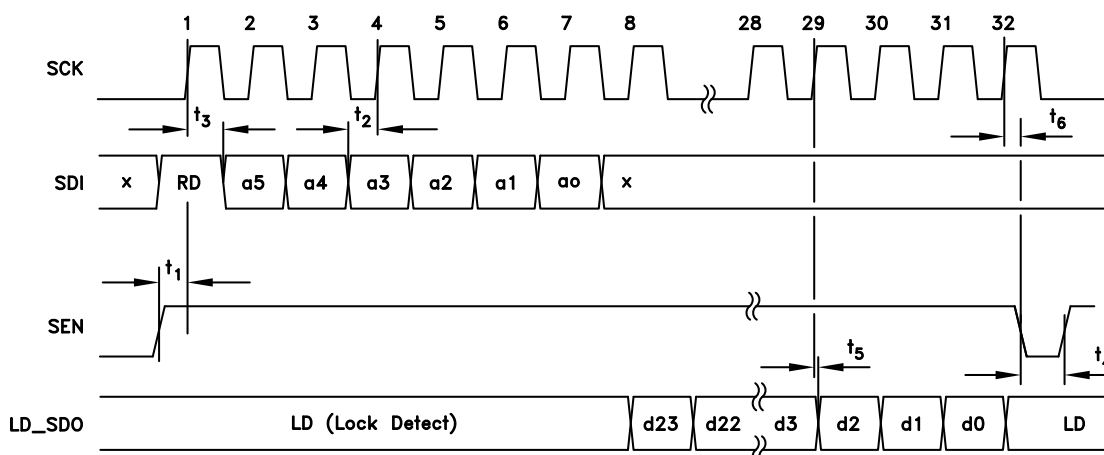 1 2 3 4 5 6 7 8 28 29 30 31 32
SCK
t3 t2 t6
SDI x RD a5 a4 a3 a2 a1 ao x
t1
SEN
t5
LD_SDO LD (Lock Detect) d23 d22 d3 d2 d1 d0 LD